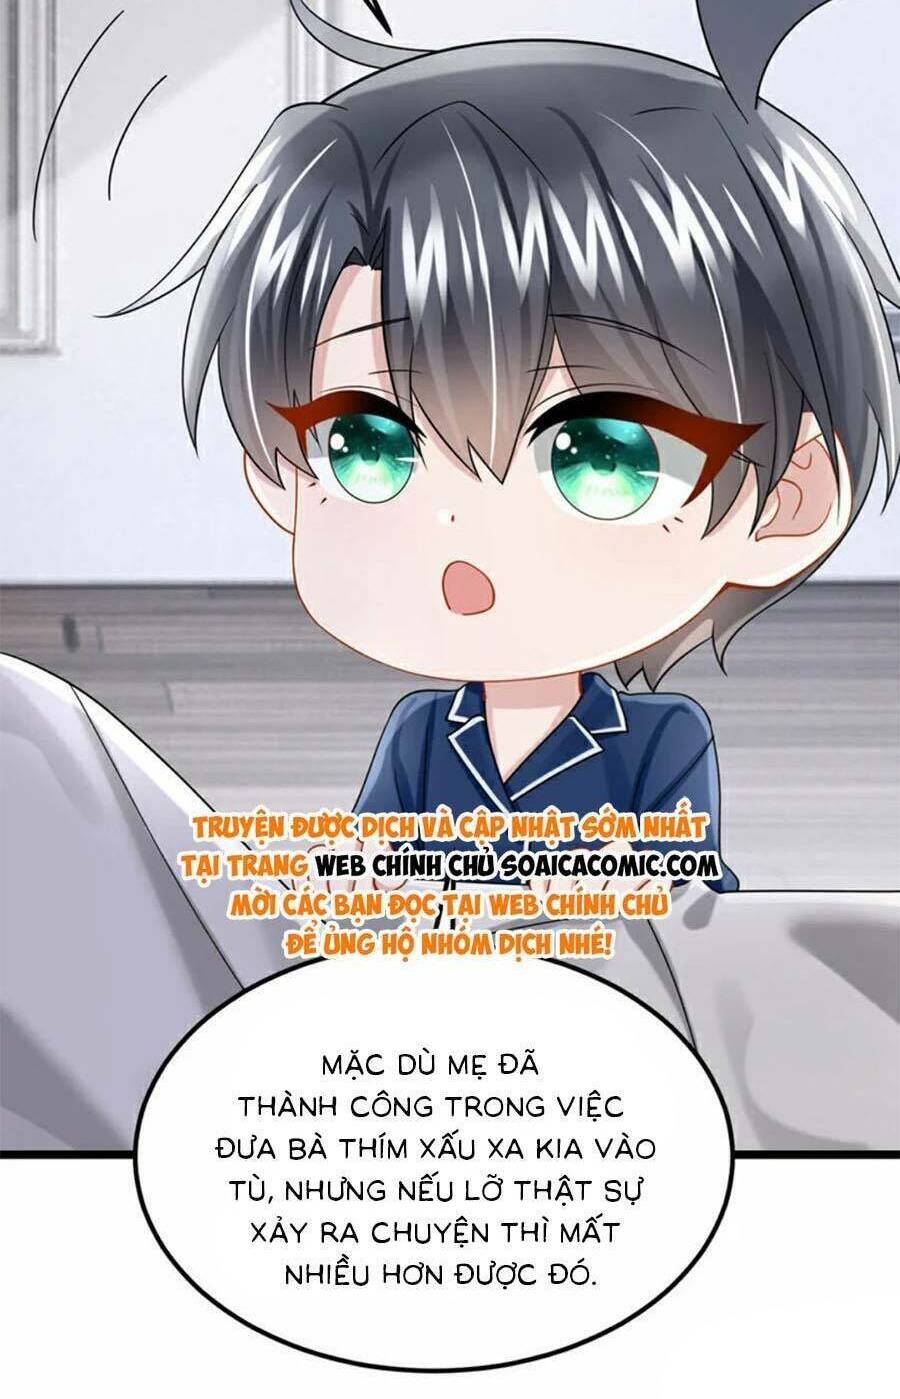 TRUYỆN ĐƯỢC DỊCH VÀ CẬP NHẬT SỚM NHẤT
TẠI TRANG WEB CHÍNH CHỦ SOAICACOMIC.COM
MỜI CÁC BẠN ĐỌC TẠI WEB CHÍNH CHỦ
ĐỂ ỦNG HỘ NHÓM DỊCH NHÉ!
MẶC DÙ MẸ ĐÃ
THÀNH CÔNG TRONG VIỆC
ĐƯA BÀ THÍM XẤU XA KIA VÀO
TÙ, NHƯNG NẾU LỠ THẬT SỰ
XẢY RA CHUYỆN THÌ MẤT
NHIỀU HƠN ĐƯỢC ĐÓ.